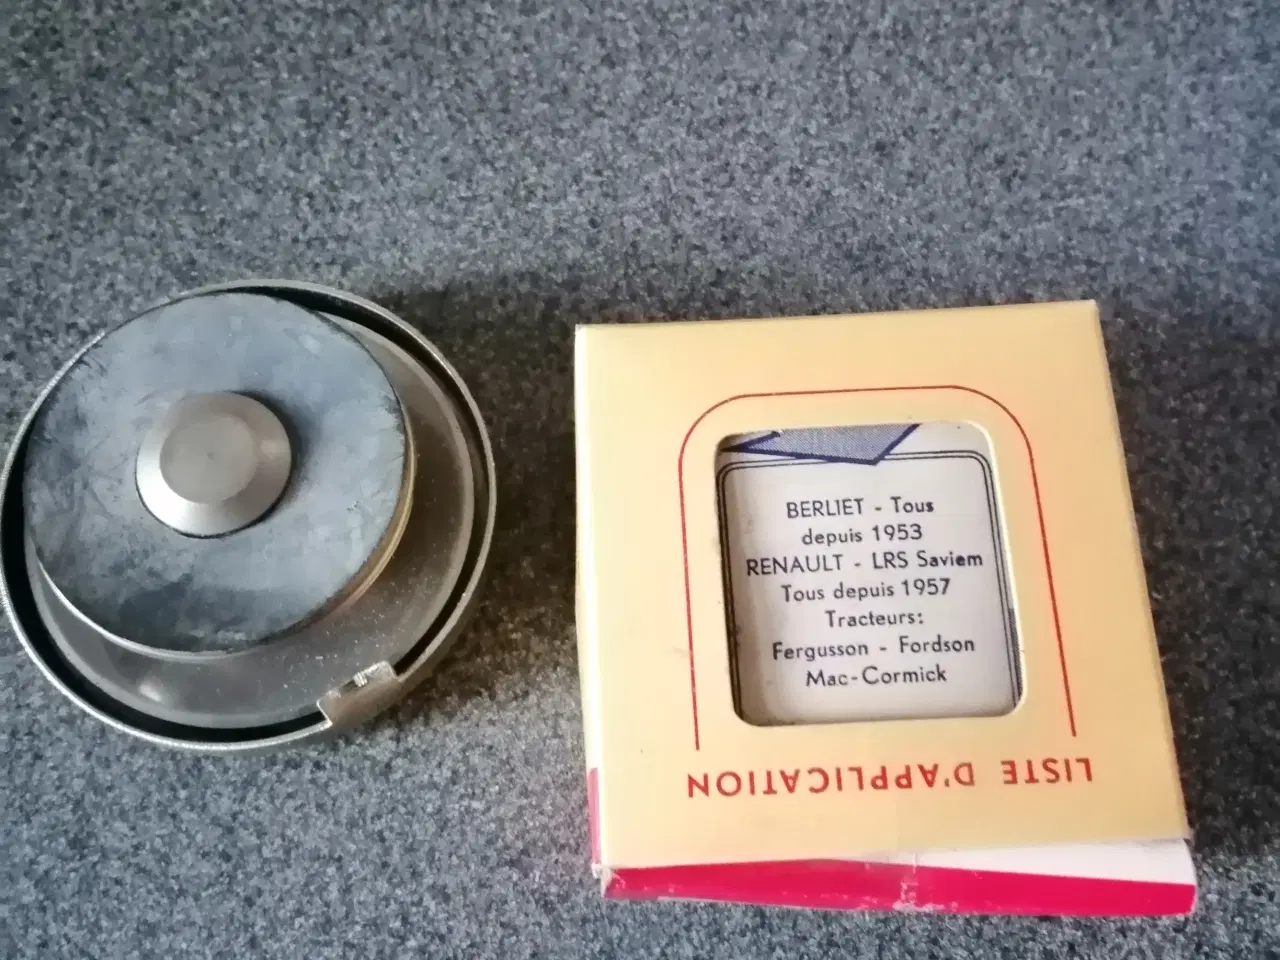 BERLIET - Tous
depuis 1953
RENAULT - LRS Saviem
Tous depuis 1957
Tracteurs:
Fergusson - Fordson
Mac-Cormick
LISTE D'APPLICATION